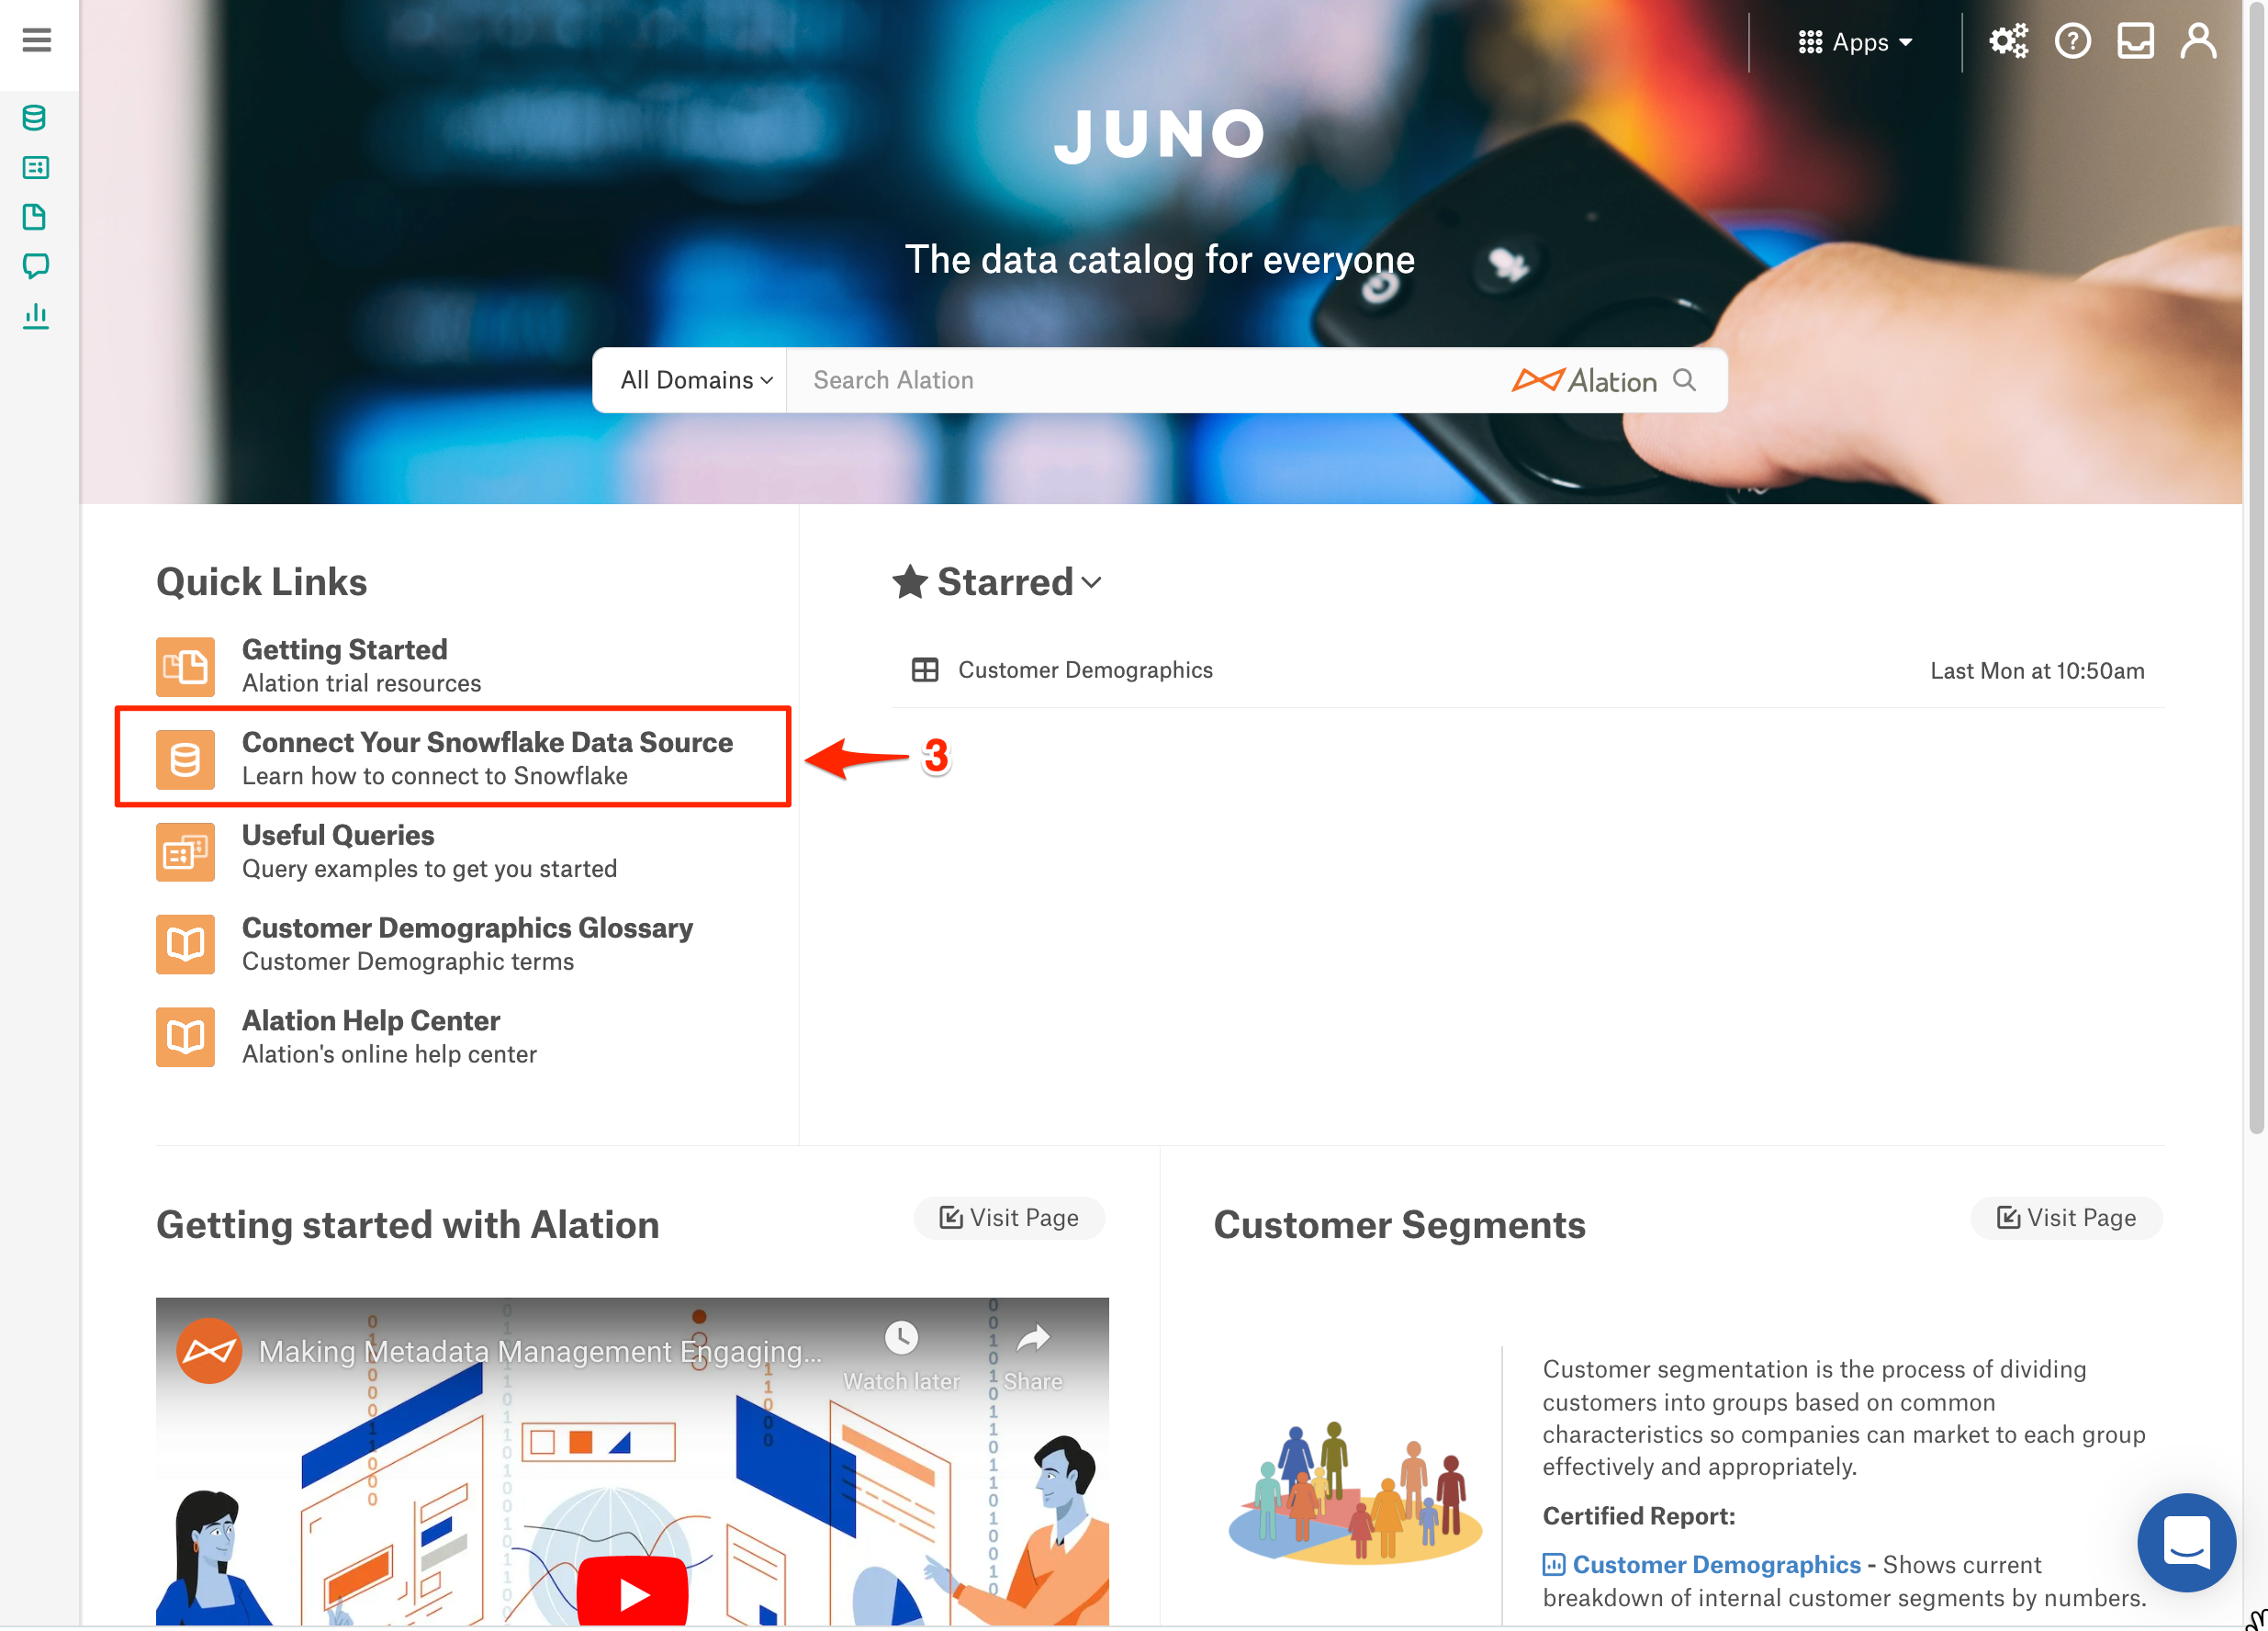 Apps
JUNO
The data catalog for everyone
All Domains
Search Alation
Alation
Quick Links
Getting Started
Alation trial resources
Connect Your Snowflake Data Source
Learn how to connect to Snowflake
Useful Queries
Query examples to get you started
Customer Demographics Glossary
Customer Demographic terms
Alation Help Center
Alation's online help center
Starred
Customer Demographics
Last Mon at 10:50am
3
Getting started with Alation
Visit Page
Making Metadata Management Engaging...
Watch later
Share
Customer Segments
Visit Page
Customer segmentation is the process of dividing
customers into groups based on common
characteristics so companies can market to each group
effectively and appropriately.
Certified Report:
Customer Demographics - Shows current
breakdown of internal customer segments by numbers.